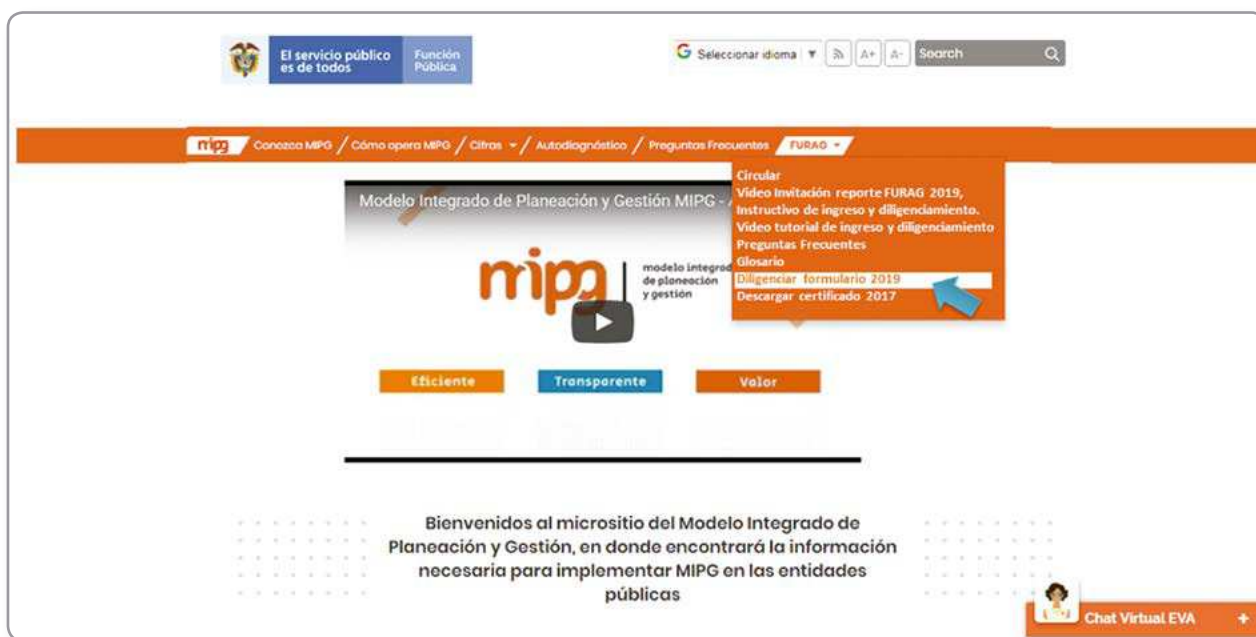 El servicio público
es de todos
Función
Pública
Seleccionar idioma
A+
A-
Search
mipg
Conozca MIPG / Cómo opera MIPG / Cifras / Autodiagnóstico / Preguntas Frecuentes
FURAG
Circular
Video Invitación reporte FURAG 2019,
Instructivo de ingreso y diligenciamiento.
Video tutorial de ingreso y diligenciamiento
Preguntas Frecuentes
Glosario
Diligenciar formulario 2019
Descargar certificado 2017
Modelo Integrado de Planeación y Gestión MIPG -
mipg
modelo integrad
de planeación
y gestión
Eficiente
Transparente
Valor
Bienvenidos al micrositio del Modelo Integrado de
Planeación y Gestión, en donde encontrará la información
necesaria para implementar MIPG en las entidades
públicas
Chat Virtual EVA +